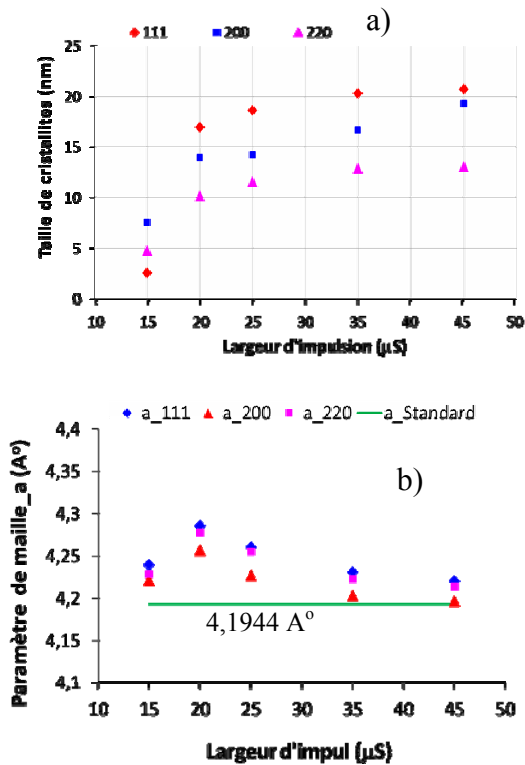 a)
111 200 220
Taille de cristallites (nm)
25
20
15
10
5
0
10 15 20 25 30 35 40 45 50
Largeur d'impulsion (µS)
a_111 a_200 a_220 a_Standard
b)
Paramètre de maille_a (A°)
4,4
4,35
4,3
4,25
4,2
4,15
4,1
4,1944 A°
10 15 20 25 30 35 40 45 50
Largeur d'impul (µS)